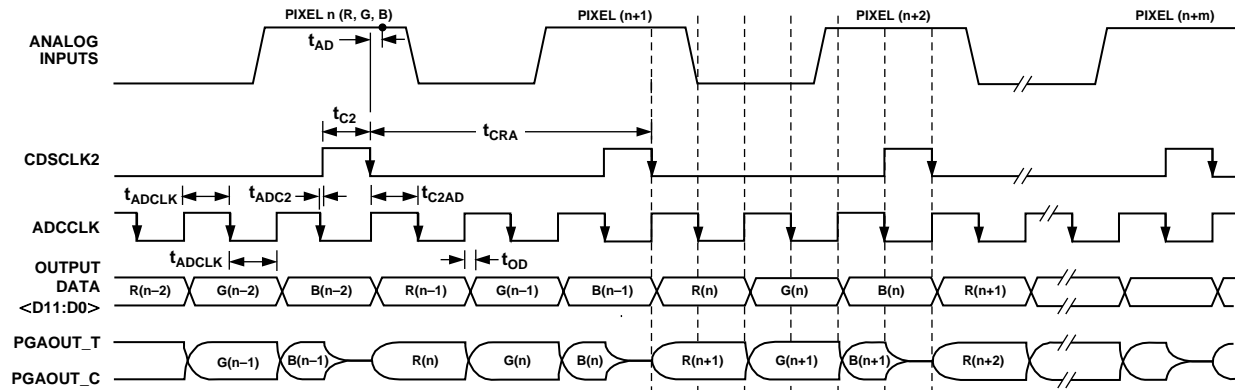 PIXEL n (R, G, B)
PIXEL (n+1)
PIXEL (n+2)
PIXEL (n+m)
ANALOG
INPUTS
tAD
tC2
tCRA
CDSCLK2
tADCLK
tADC2
tC2AD
ADCCLK
tADCLK
tOD
OUTPUT
DATA
<D11:D0>
R(n–2) G(n–2) B(n–2) R(n–1) G(n–1) B(n–1) R(n) G(n) B(n) R(n+1)
PGAOUT_T
G(n–1) B(n–1) R(n) G(n) B(n) R(n+1) G(n+1) B(n+1) R(n+2)
PGAOUT_C